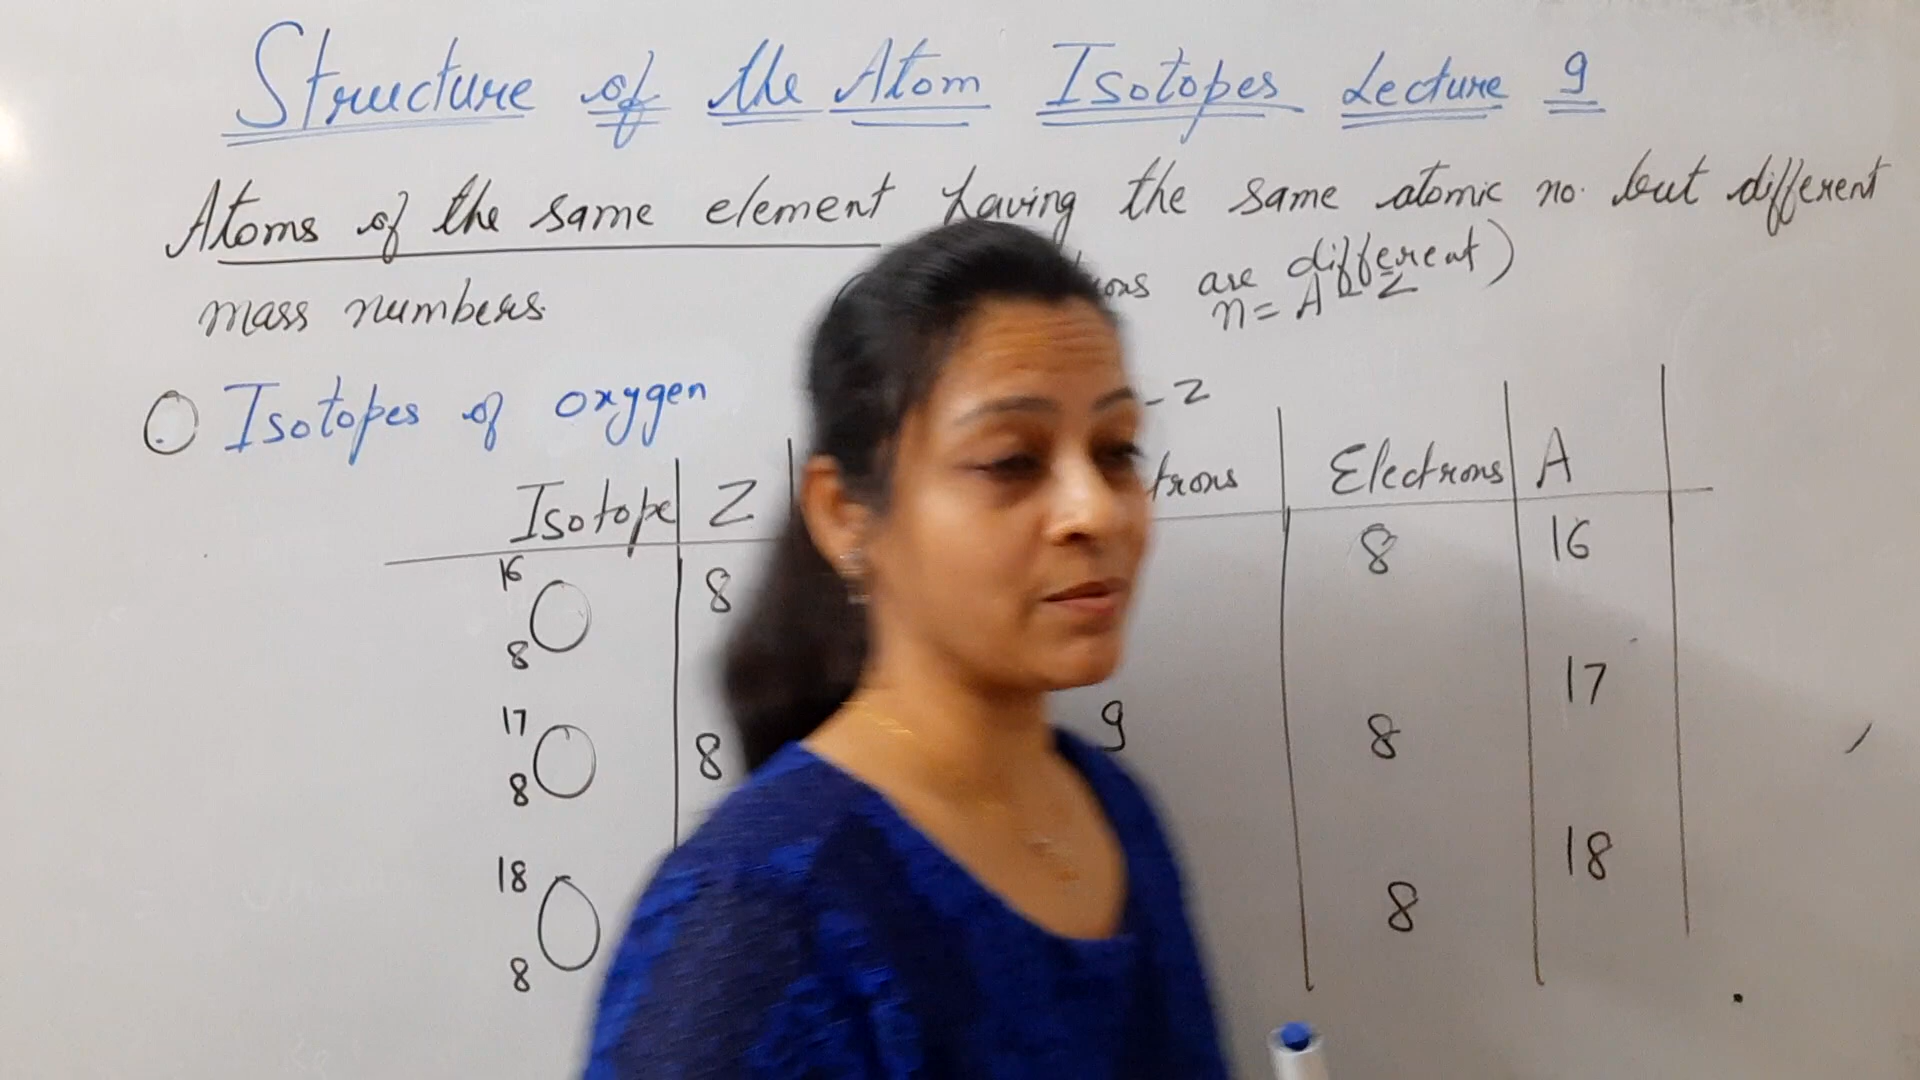 Structure of the Atom Isotopes Lecture 9
Atoms of the same element having the same atomic no. but different
mass numbers. are different)
n = A - Z
Isotopes of oxygen - Z
Isotope Z Electrons A
16 8 O 8 8 16
17 8 O 8 9 8 17
18 8 O 8 18